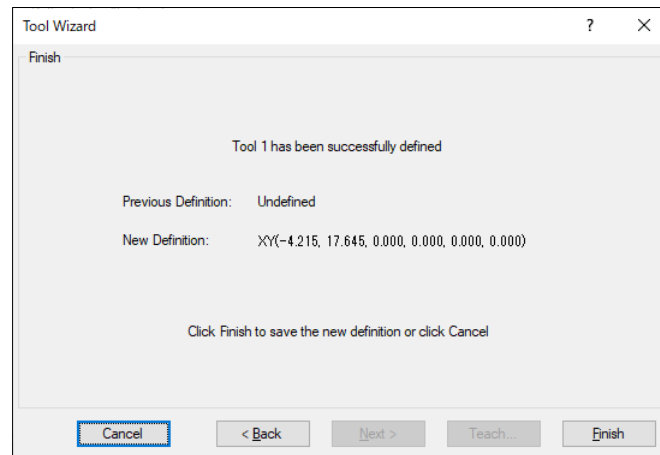 Tool Wizard
?
Finish
Tool 1 has been successfully defined
Previous Definition: Undefined
New Definition: XY(-4.215, 17.645, 0.000, 0.000, 0.000, 0.000)
Click Finish to save the new definition or click Cancel
Cancel < Back Next > Teach... Finish